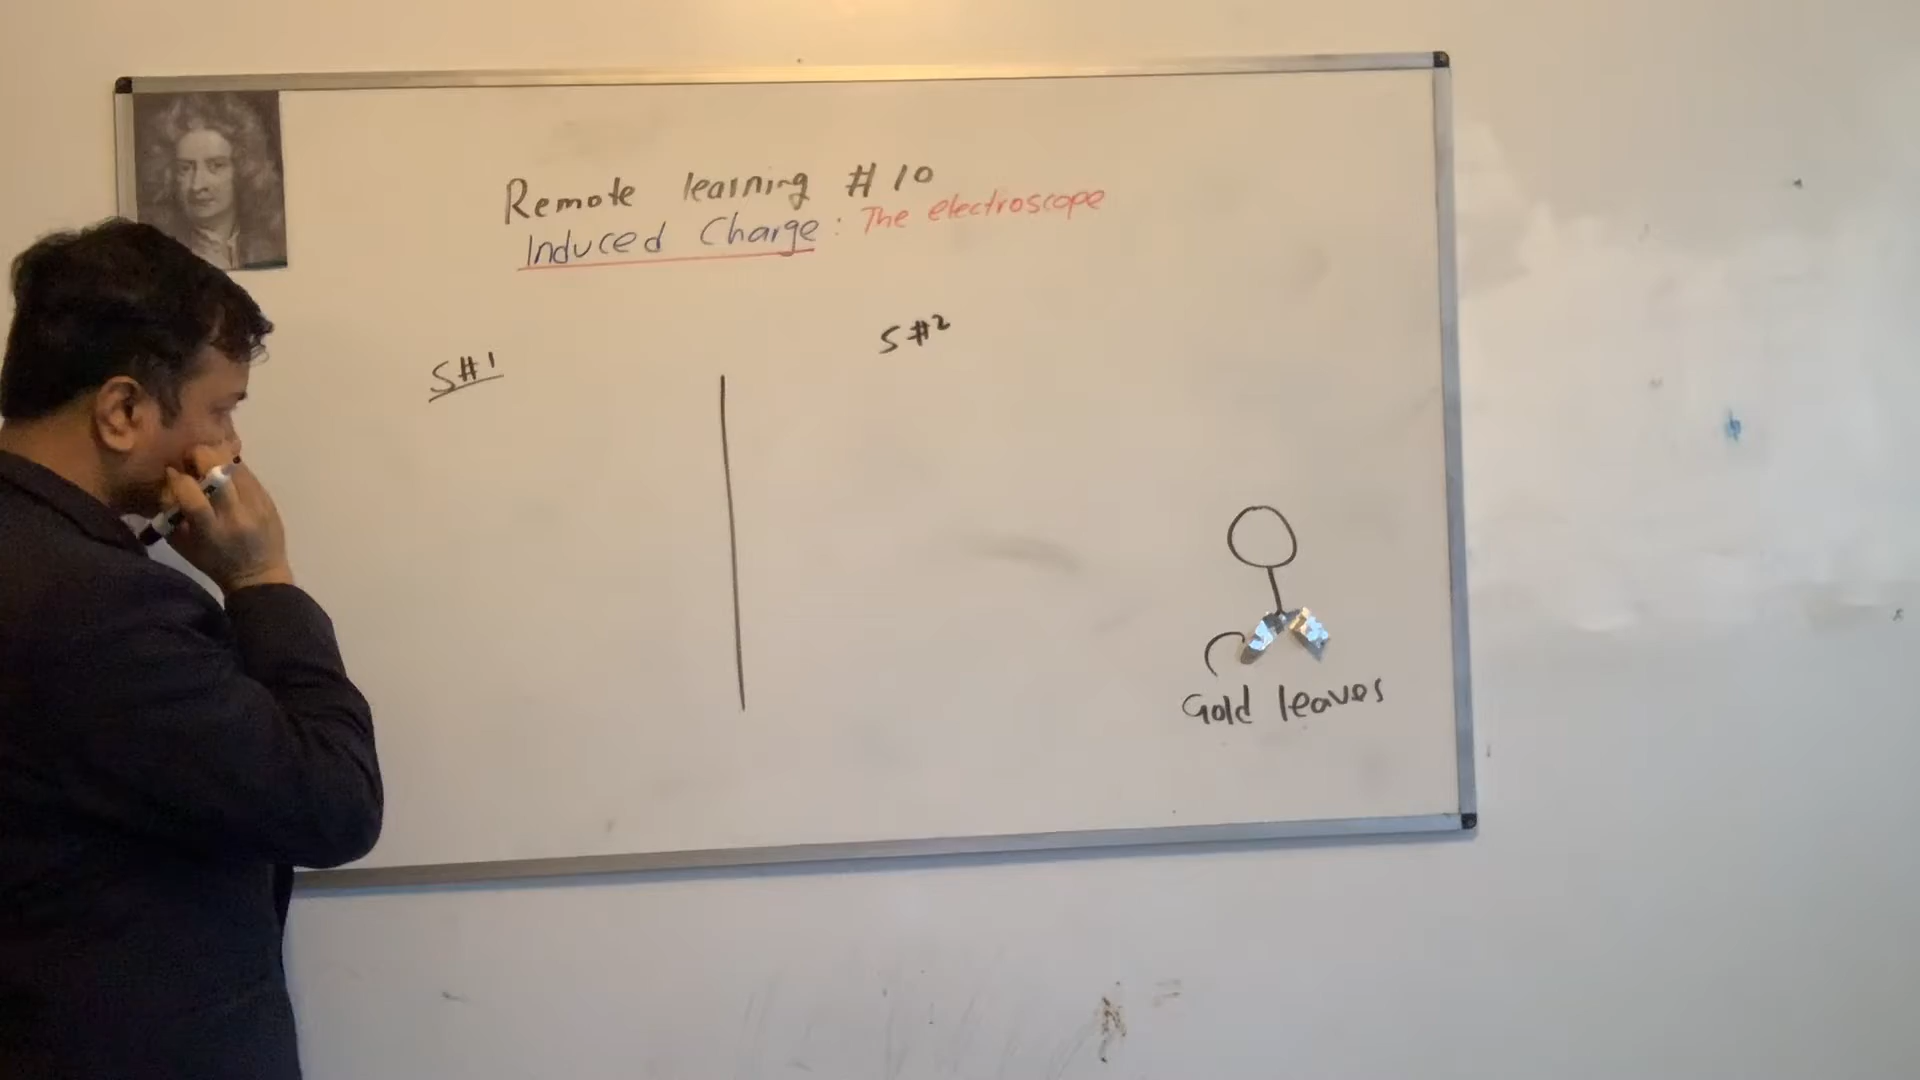 Remote learning #10
Induced Charge: The electroscope
S#1
S#2
Gold leaves